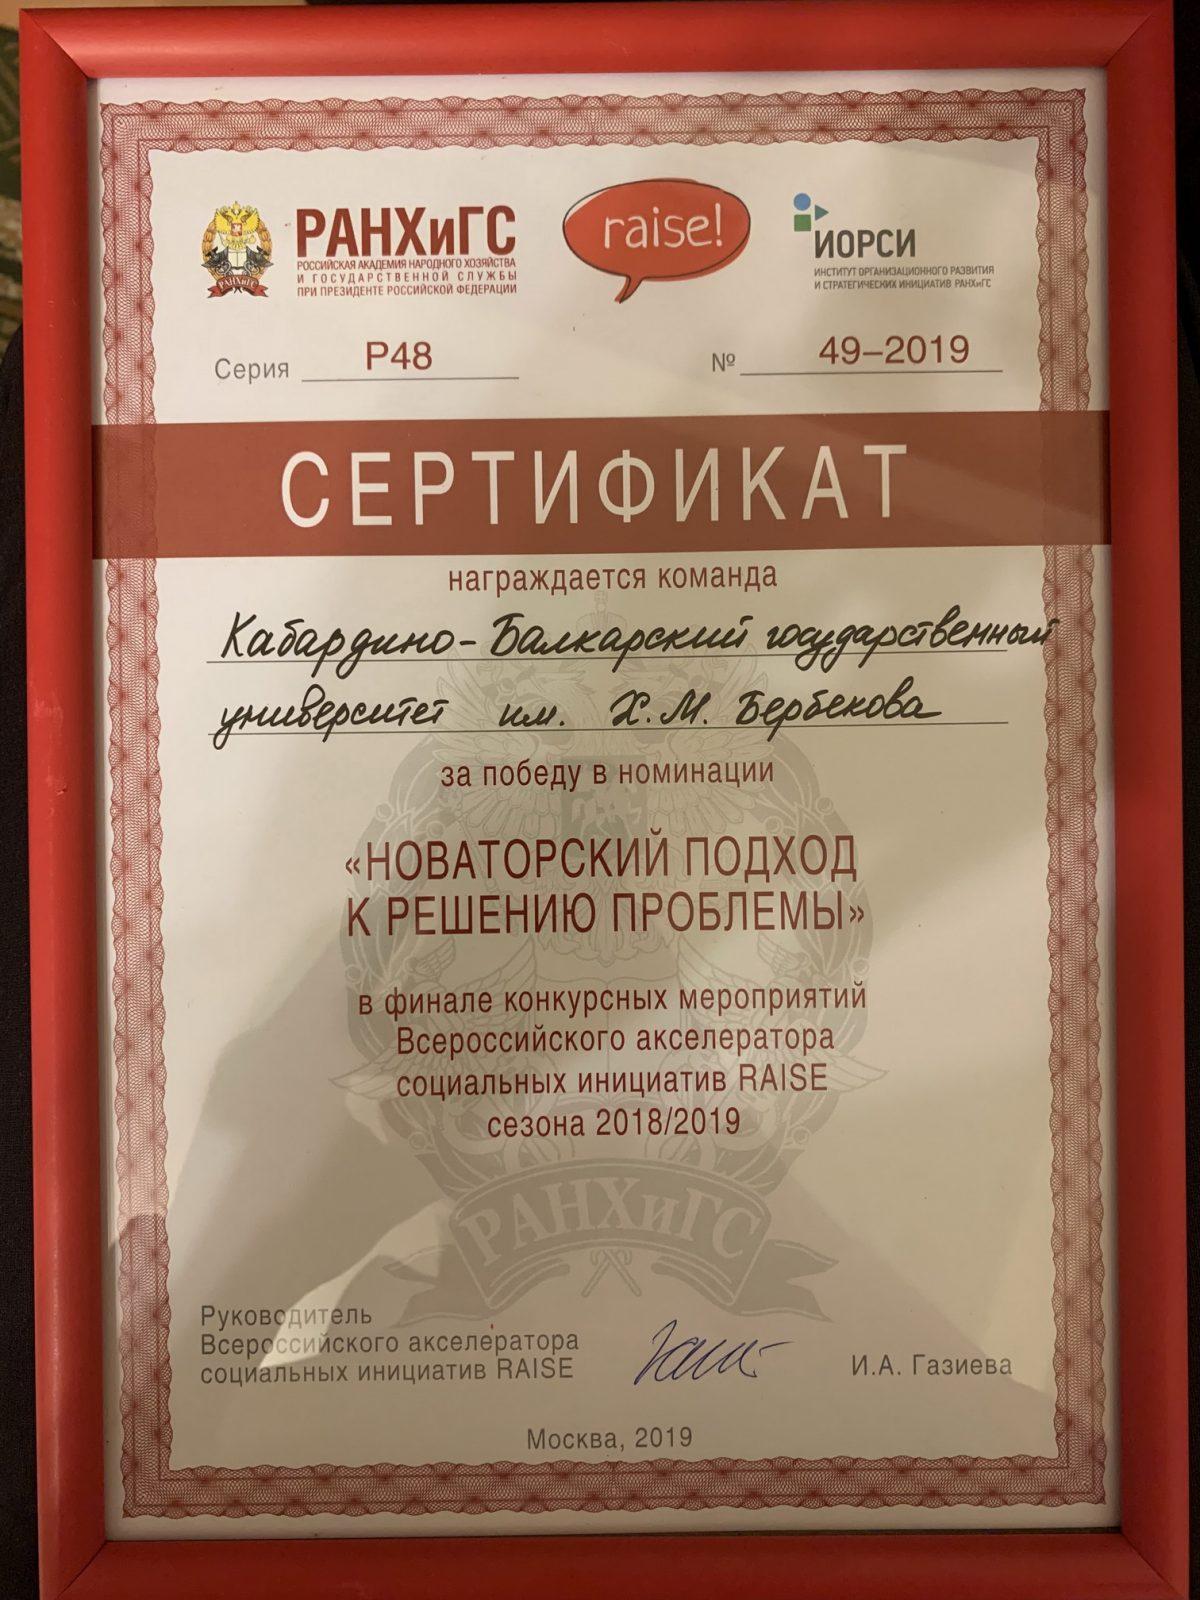 РАНХиГС
РОССИЙСКАЯ АКАДЕМИЯ НАРОДНОГО ХОЗЯЙСТВА
И ГОСУДАРСТВЕННОЙ СЛУЖБЫ
ПРИ ПРЕЗИДЕНТЕ РОССИЙСКОЙ ФЕДЕРАЦИИ
РАНХиГС
raise!
ИОРСИ
ИНСТИТУТ ОРГАНИЗАЦИОННОГО РАЗВИТИЯ
И СТРАТЕГИЧЕСКИХ ИНИЦИАТИВ РАНХиГС
Серия Р48 № 49–2019
СЕРТИФИКАТ
награждается команда
Кабардино-Балкарский государственный
университет им. Х.М. Бербекова
за победу в номинации
«НОВАТОРСКИЙ ПОДХОД
К РЕШЕНИЮ ПРОБЛЕМЫ»
в финале конкурсных мероприятий
Всероссийского акселератора
социальных инициатив RAISE
сезона 2018/2019
РАНХиГС
Руководитель
Всероссийского акселератора
социальных инициатив RAISE
И.А. Газиева
Москва, 2019